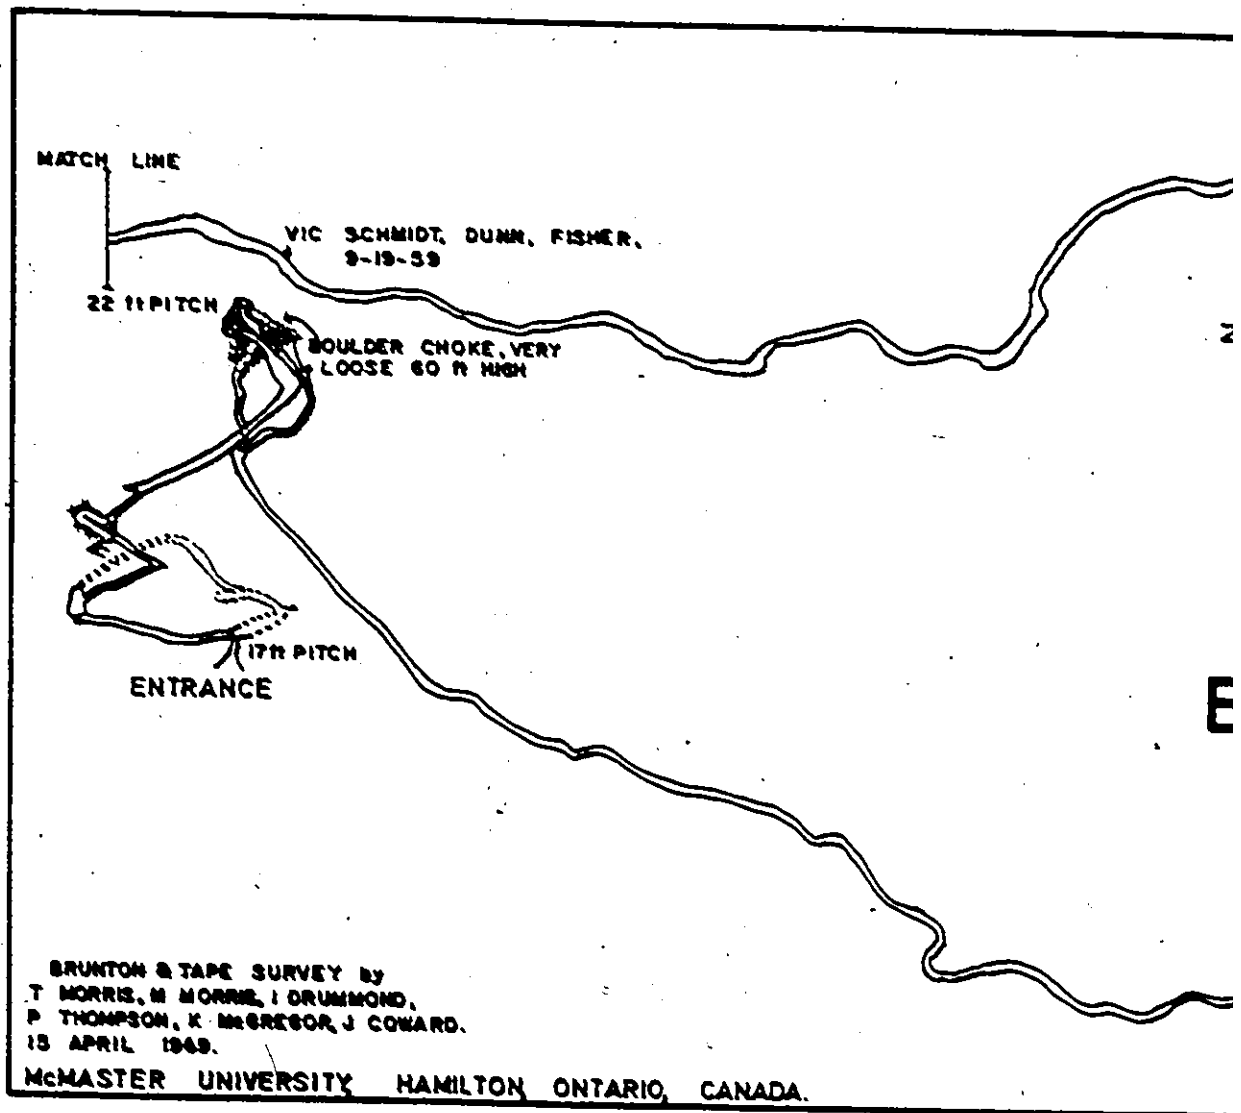 MATCH LINE
VIC SCHMIDT, DUNN, FISHER,
9-19-59
22 ft PITCH
BOULDER CHOKE, VERY
LOOSE 60 ft HIGH
17ft PITCH
ENTRANCE
BRUNTON & TAPE SURVEY by
T MORRIS, M MORRIS, I DRUMMOND,
P THOMPSON, K McGREGOR, J COWARD.
15 APRIL 1969.
McMASTER UNIVERSITY, HAMILTON, ONTARIO, CANADA.